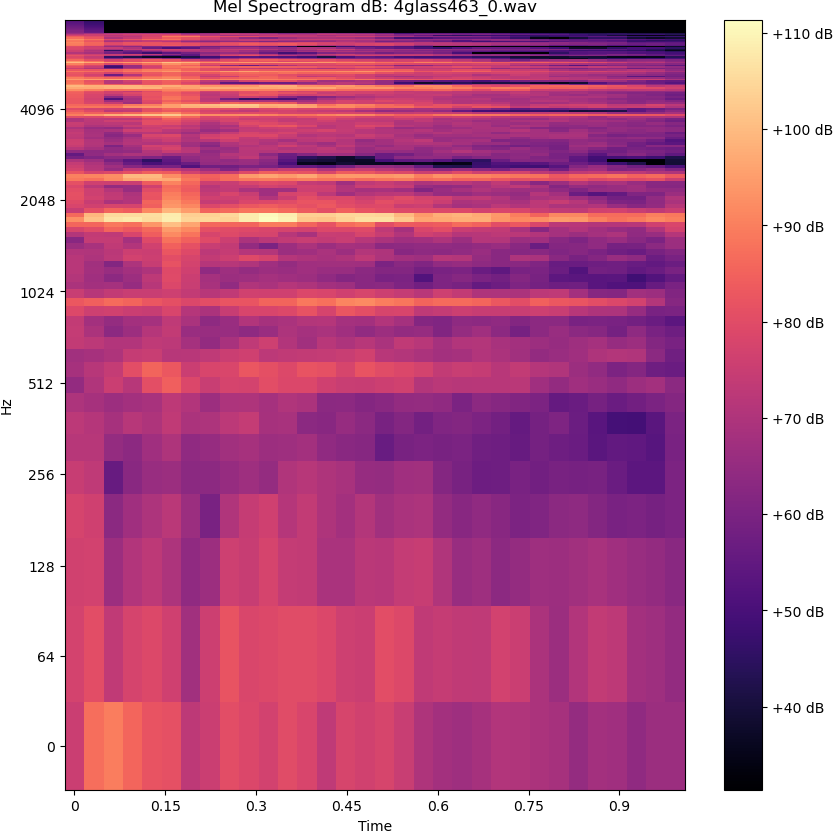 Mel Spectrogram dB: 4glass463_0.wav
+110 dB
4096
+100 dB
2048
+90 dB
1024
+80 dB
512
Hz
+70 dB
256
+60 dB
128
+50 dB
64
+40 dB
0
0 0.15 0.3 0.45 0.6 0.75 0.9
Time